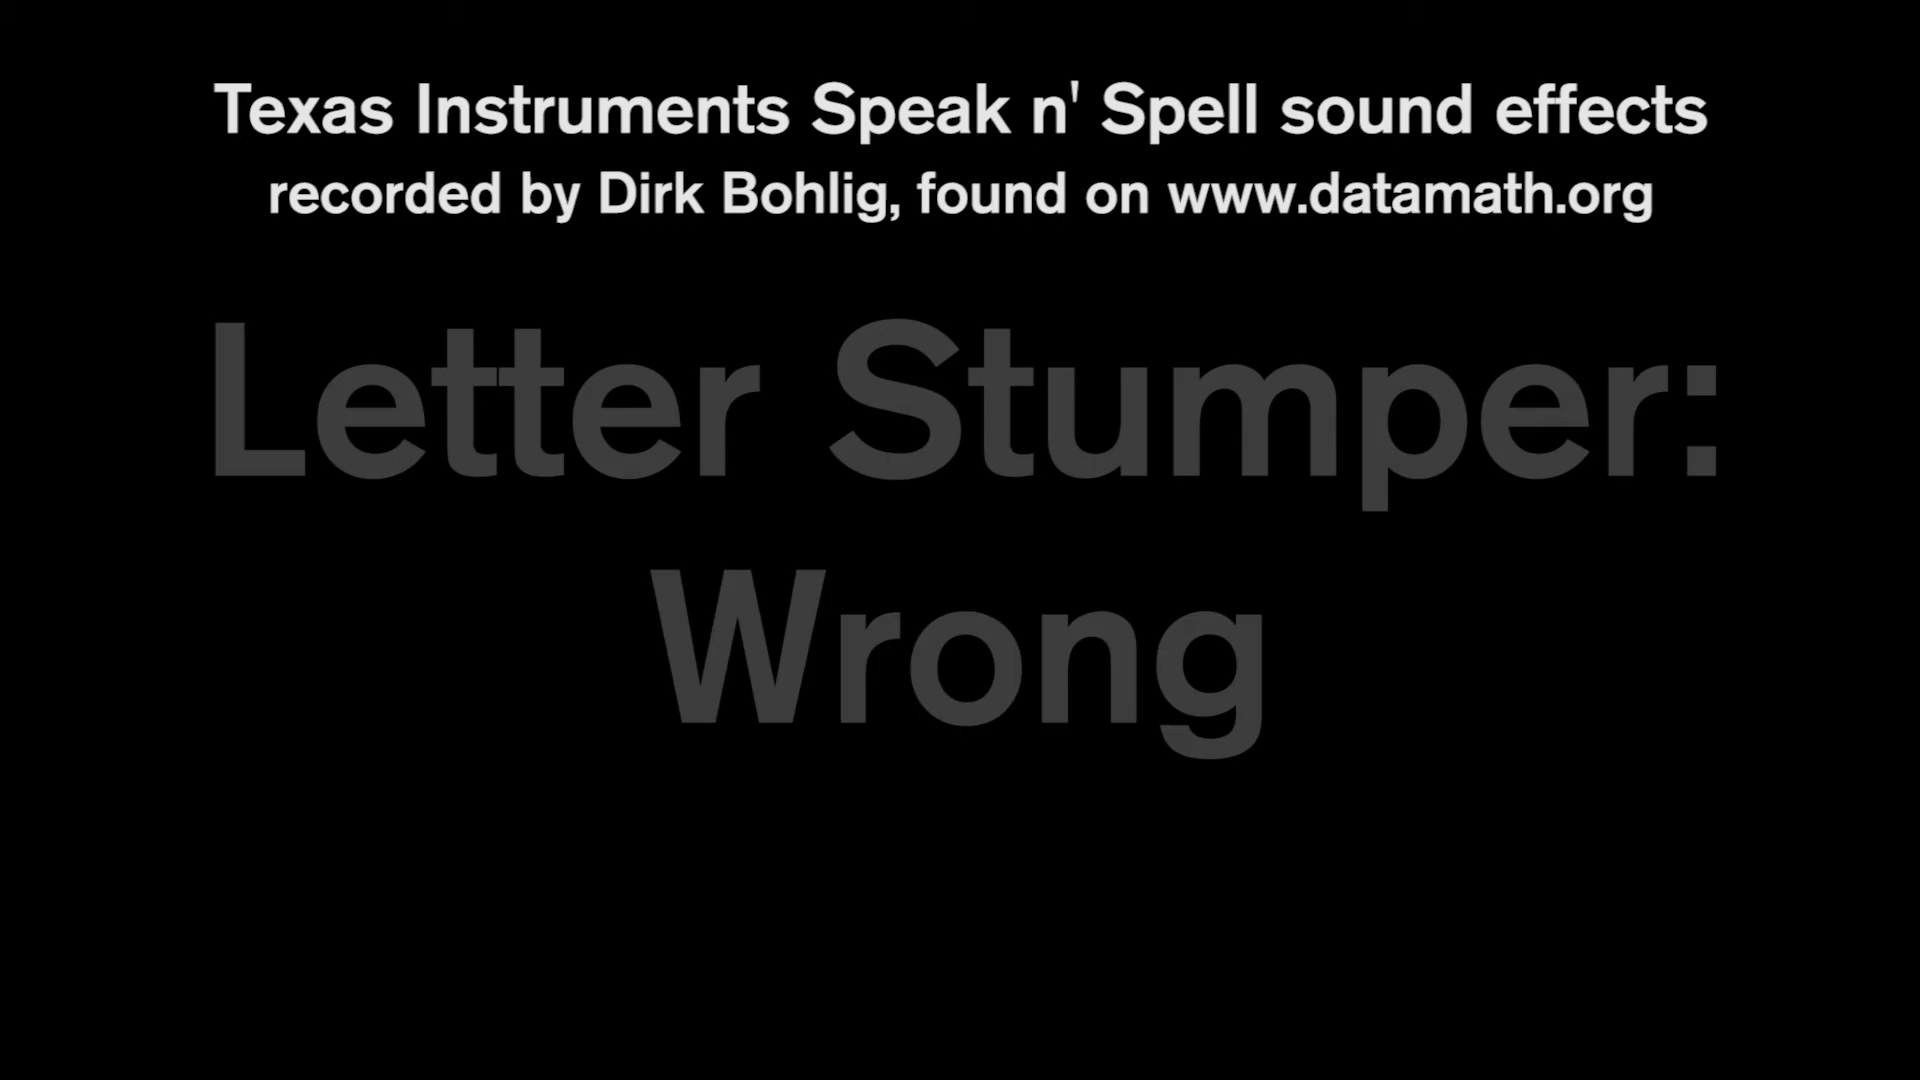 Texas Instruments Speak n' Spell sound effects
recorded by Dirk Bohlig, found on www.datamath.org
Letter Stumper:
Wrong